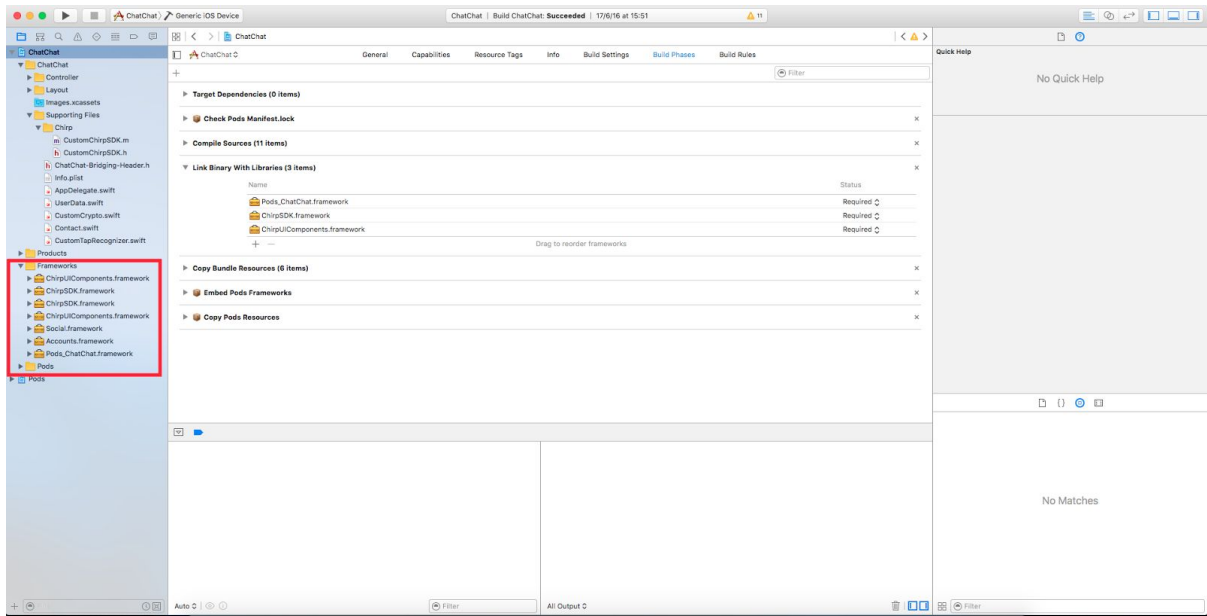 ChatChat
Generic iOS Device
ChatChat | Build ChatChat: Succeeded | 17/6/16 at 15:51
11
ChatChat
ChatChat
Controller
Layout
Images.xcassets
Supporting Files
Chirp
m CustomChirpSDK.m
h CustomChirpSDK.h
h ChatChat-Bridging-Header.h
Info.plist
AppDelegate.swift
UserData.swift
CustomCrypto.swift
Contact.swift
CustomTapRecognizer.swift
Products
Frameworks
ChirpUIComponents.framework
ChirpSDK.framework
ChirpSDK.framework
ChirpUIComponents.framework
Social.framework
Accounts.framework
Pods_ChatChat.framework
Pods
Pods
ChatChat
ChatChat General Capabilities Resource Tags Info Build Settings Build Phases Build Rules
+ Filter
Target Dependencies (0 items)
Check Pods Manifest.lock
Compile Sources (11 items)
Link Binary With Libraries (3 items)
Name Status
Pods_ChatChat.framework Required
ChirpSDK.framework Required
ChirpUIComponents.framework Required
+ − Drag to reorder frameworks
Copy Bundle Resources (6 items)
Embed Pods Frameworks
Copy Pods Resources
Quick Help
No Quick Help
{ }
No Matches
Auto Filter All Output Filter